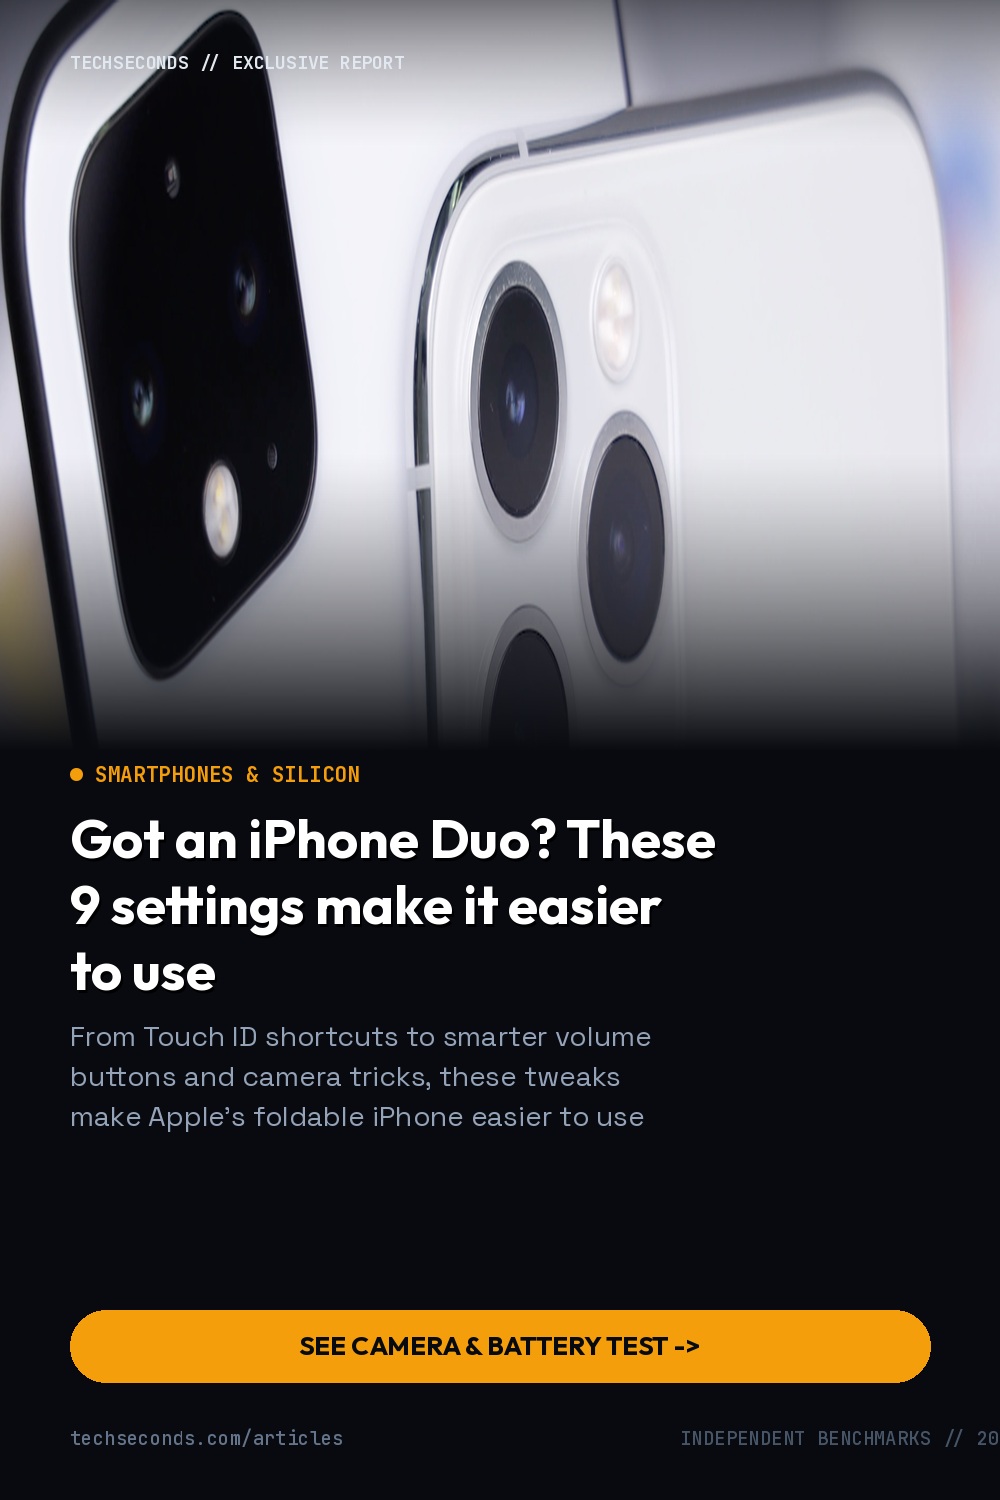 TECHSECONDS // EXCLUSIVE REPORT
SMARTPHONES & SILICON
Got an iPhone Duo? These
9 settings make it easier
to use
From Touch ID shortcuts to smarter volume
buttons and camera tricks, these tweaks
make Apple’s foldable iPhone easier to use
SEE CAMERA & BATTERY TEST ->
techseconds.com/articles
INDEPENDENT BENCHMARKS // 20